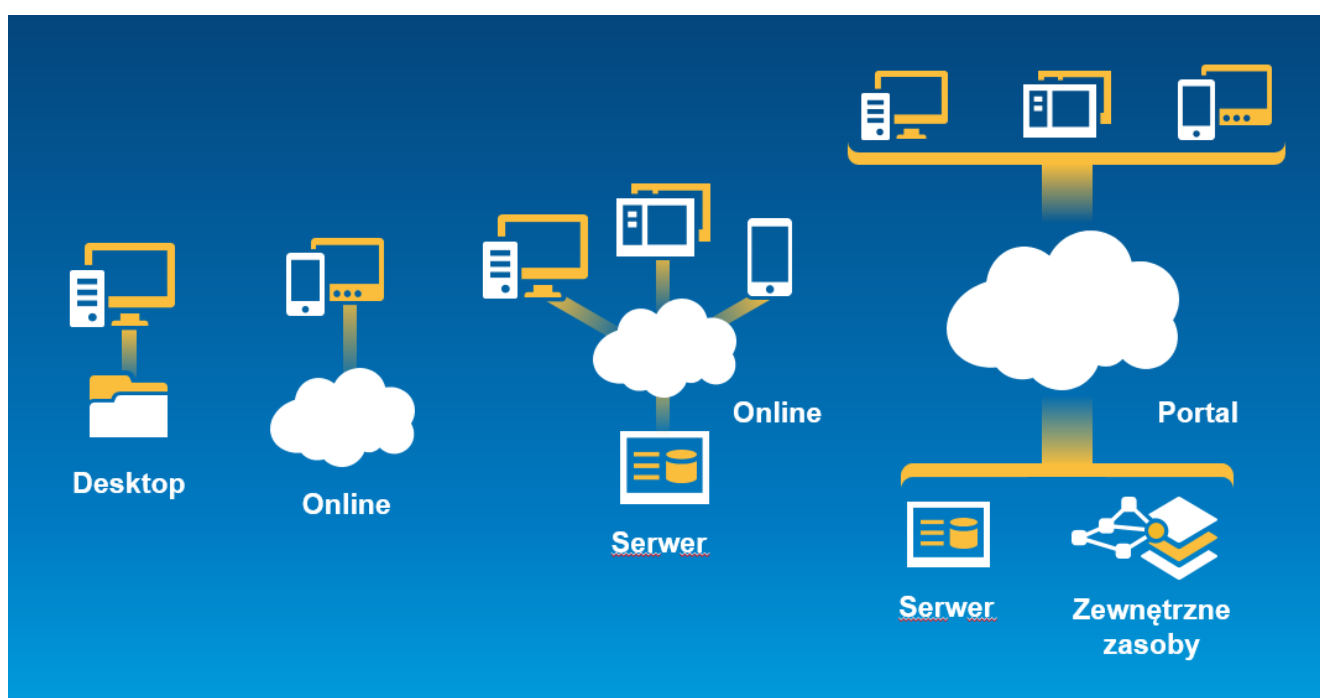 Desktop
Online
Online
Serwer
Portal
Serwer
Zewnętrzne
zasoby